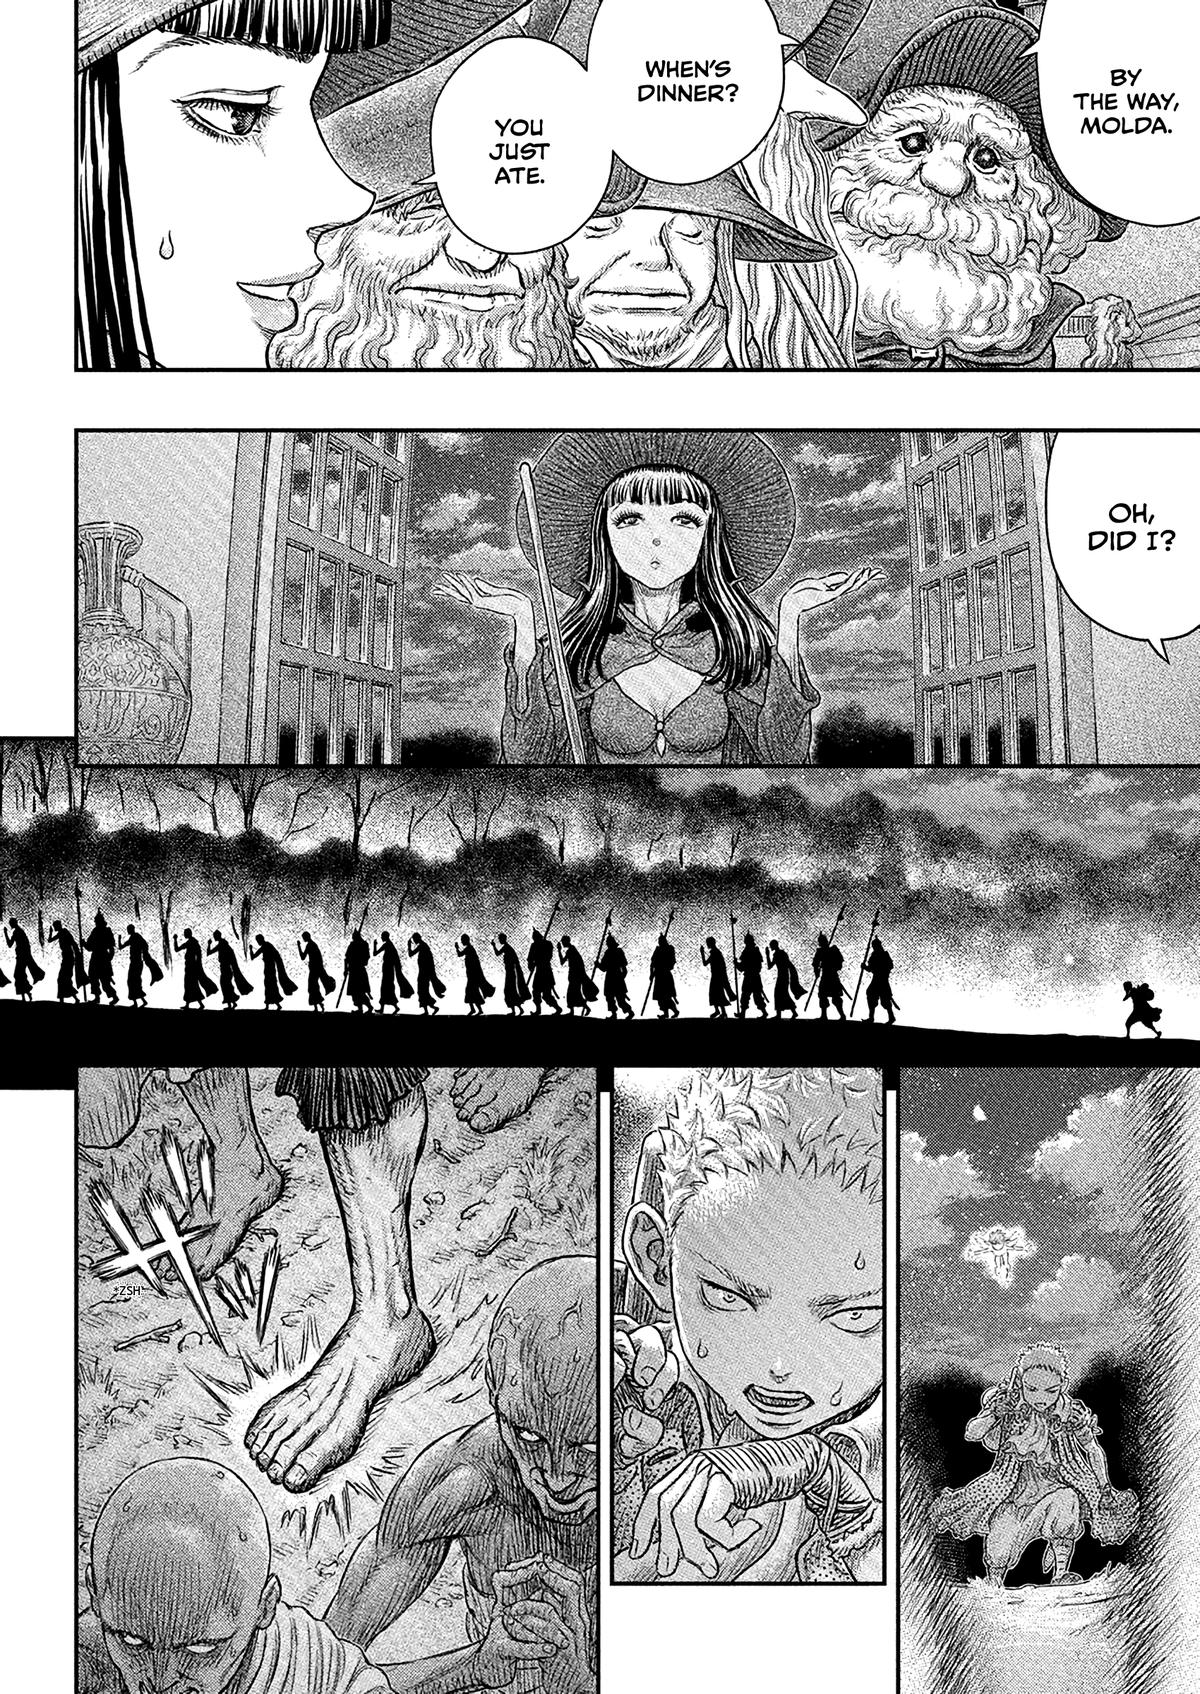 BY
THE WAY,
MOLDA.
WHEN'S
DINNER?
YOU
JUST
ATE.
OH,
DID I?
*ZSH